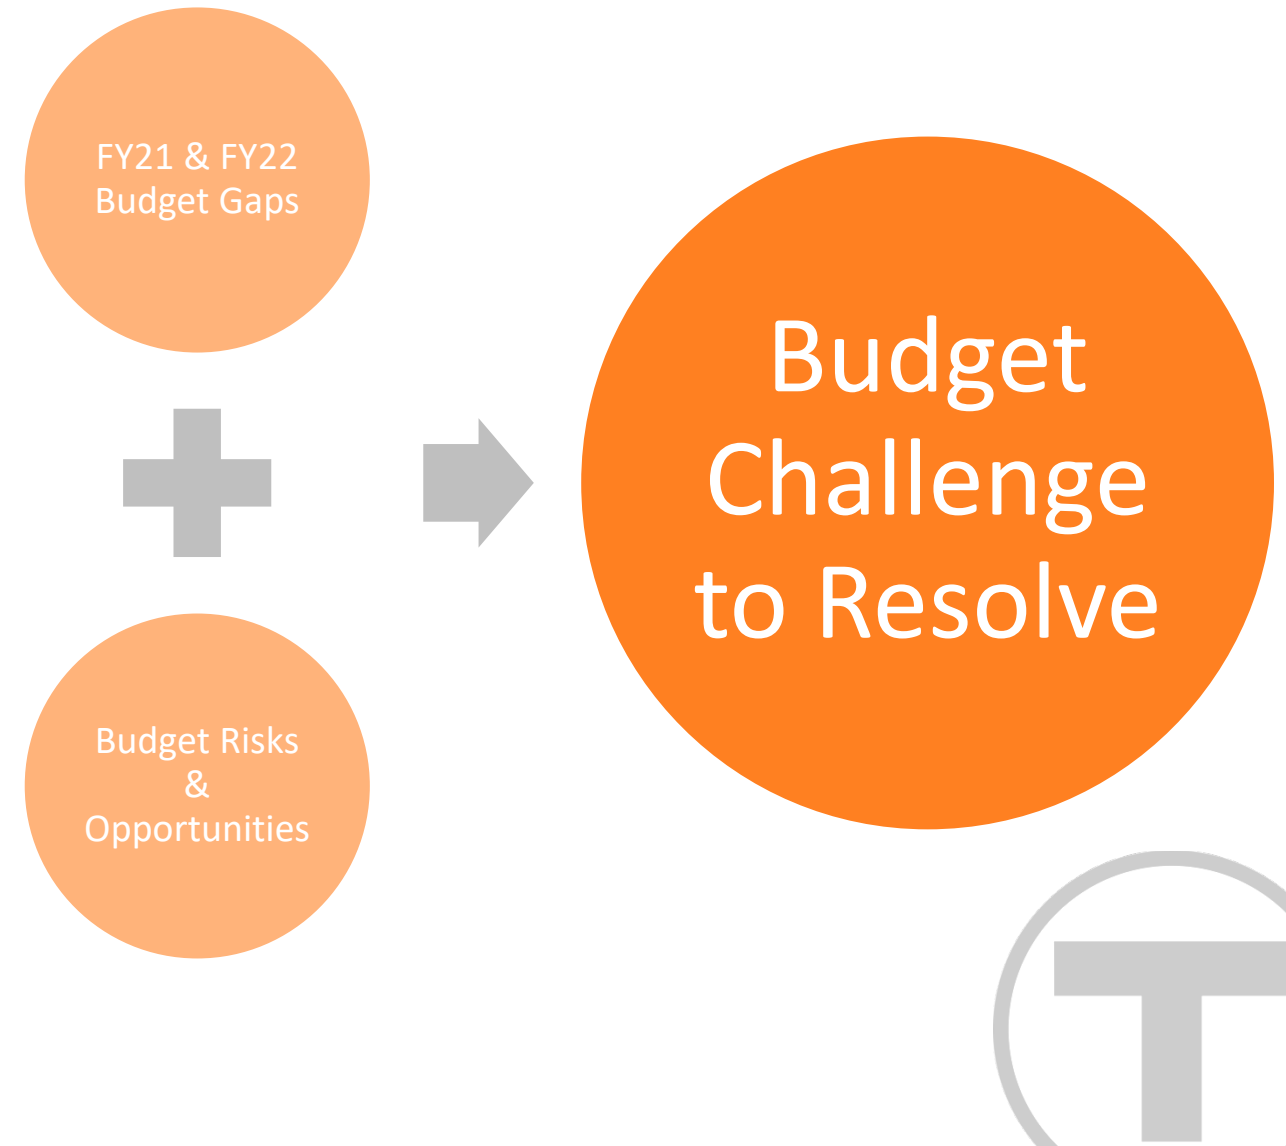 FY21 & FY22
Budget Gaps
Budget Risks
&
Opportunities
Budget
Challenge
to Resolve
T